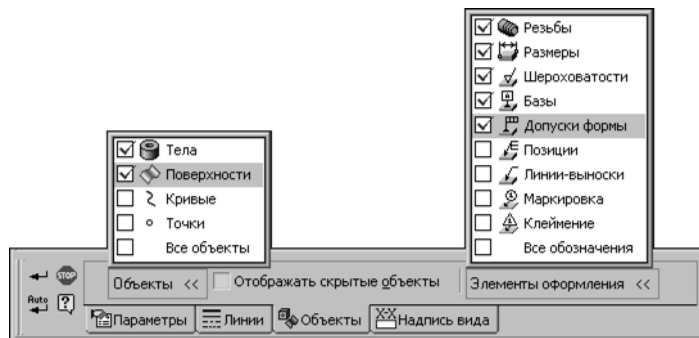 Резьбы
Размеры
Шероховатости
Базы
Допуски формы
Позиции
Линии-выноски
Маркировка
Клеймение
Все обозначения
Тела
Поверхности
Кривые
Точки
Все объекты
STOP
Объекты << Отображать скрытые объекты Элементы оформления <<
Auto
Параметры Линии Объекты X-X Надпись вида